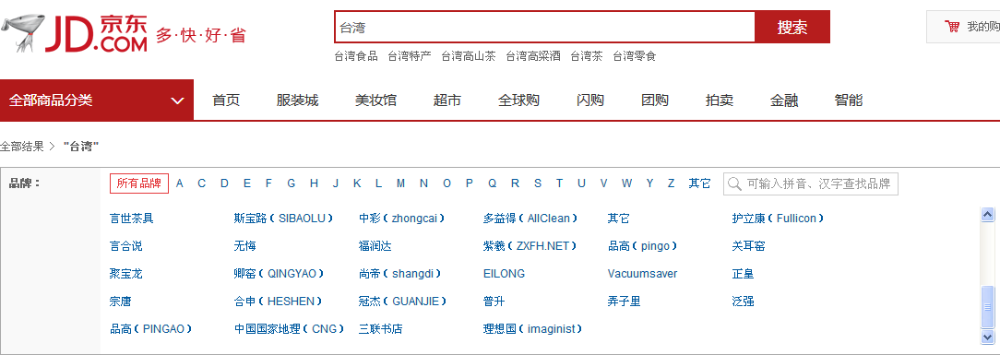 JD.COM 京东 多·快·好·省
台湾 搜索 我的购
台湾食品 台湾特产 台湾高山茶 台湾高粱酒 台湾茶 台湾零食
全部商品分类 首页 服装城 美妆馆 超市 全球购 闪购 团购 拍卖 金融 智能
全部结果 > "台湾"
品牌： 所有品牌 A C D E F G H J K L M N O P Q R S T U V W Y Z 其它 可输入拼音、汉字查找品牌
言世茶具 斯宝路（SIBAOLU） 中彩（zhongcai） 多益得（AllClean） 其它 护立康（Fullicon）
言合说 无悔 福润达 紫羲（ZXFH.NET） 品高（pingo） 关耳窑
聚宝龙 卿窑（QINGYAO） 尚帝（shangdi） EILONG Vacuumsaver 正皇
宗唐 合申（HESHEN） 冠杰（GUANJIE） 普升 弄子里 泛强
品高（PINGAO） 中国国家地理（CNG） 三联书店 理想国（imaginist）